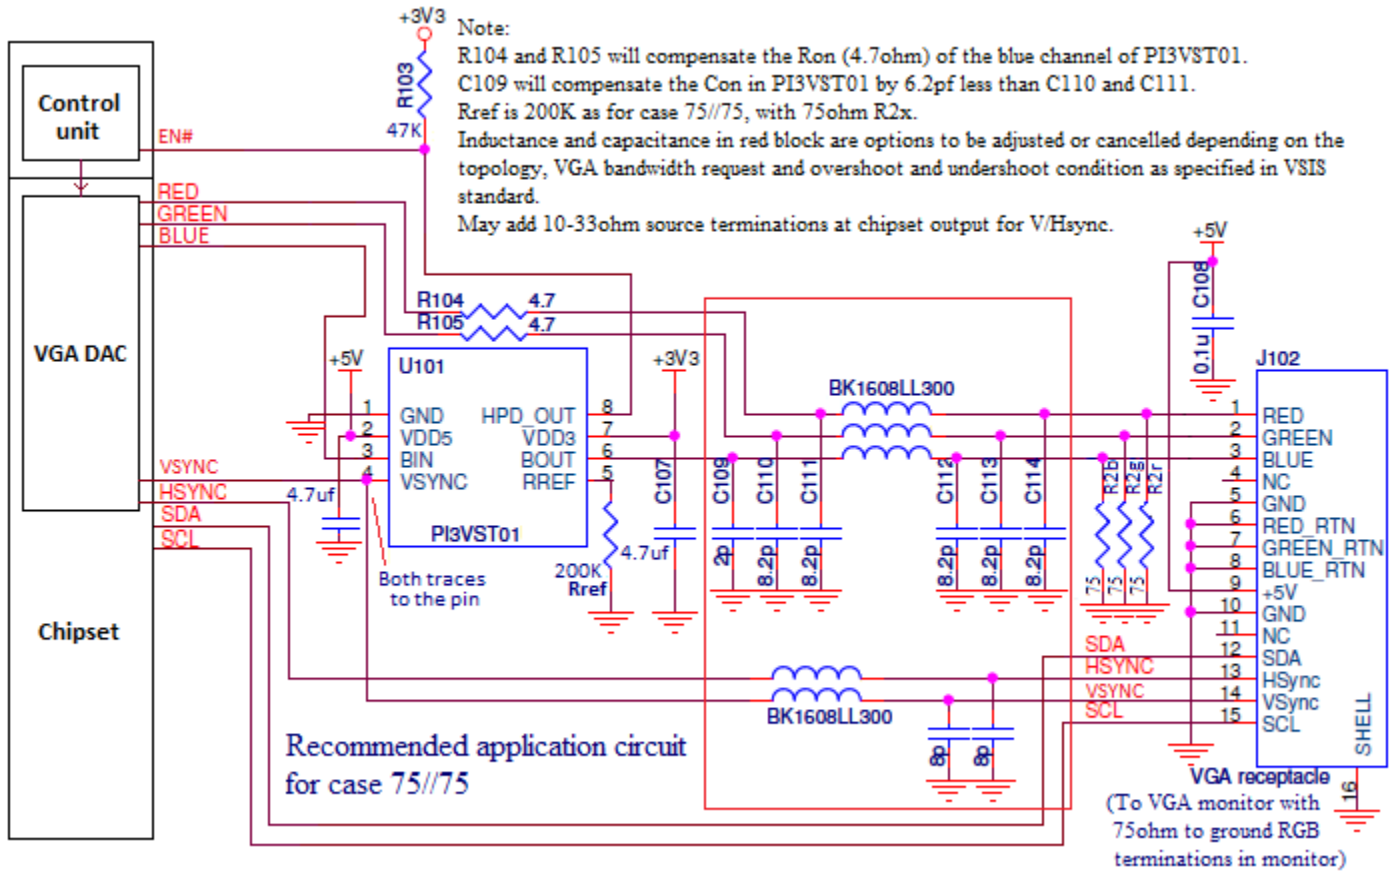 +3V3
Note:
R104 and R105 will compensate the Ron (4.7ohm) of the blue channel of PI3VST01.
C109 will compensate the Con in PI3VST01 by 6.2pf less than C110 and C111.
Rref is 200K as for case 75//75, with 75ohm R2x.
Inductance and capacitance in red block are options to be adjusted or cancelled depending on the
topology, VGA bandwidth request and overshoot and undershoot condition as specified in VSIS
standard.
May add 10-33ohm source terminations at chipset output for V/Hsync.
R103
47K
Control
unit
EN#
RED
GREEN
BLUE
VGA DAC
VSYNC
HSYNC
SDA
SCL
Chipset
R104 4.7
R105 4.7
+5V
U101
+3V3
1 GND HPD_OUT 8
2 VDD5 VDD3 7
3 BIN BOUT 6
4 VSYNC RREF 5
PI3VST01
4.7uf
Both traces
to the pin
200K
Rref
4.7uf
C107
BK1608LL300
C109
C110
C111
2p
8.2p
8.2p
C112
C113
C114
8.2p
8.2p
8.2p
R2b
R2g
R2r
75
75
75
+5V
C108
0.1u
J102
1 RED
2 GREEN
3 BLUE
4 NC
5 GND
6 RED_RTN
7 GREEN_RTN
8 BLUE_RTN
9 +5V
10 GND
11 NC
12 SDA
13 HSync
14 VSync
15 SCL
SHELL
16
SDA
HSYNC
VSYNC
SCL
BK1608LL300
8p
8p
Recommended application circuit
for case 75//75
VGA receptacle
(To VGA monitor with
75ohm to ground RGB
terminations in monitor)